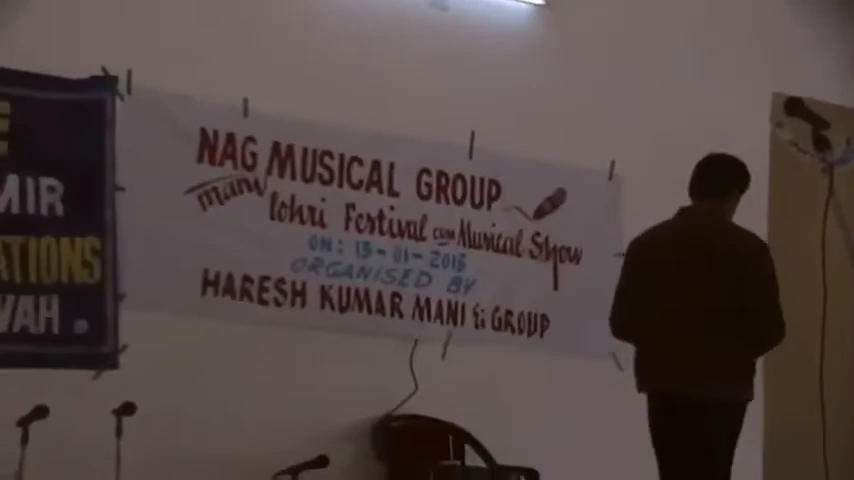 NAG MUSICAL GROUP
mani
lohri Festival cum Musical Show
ON: 13-01-2015
ORGANISED BY
HARESH KUMAR MANI & GROUP
MIR
ATIONS
WAH.